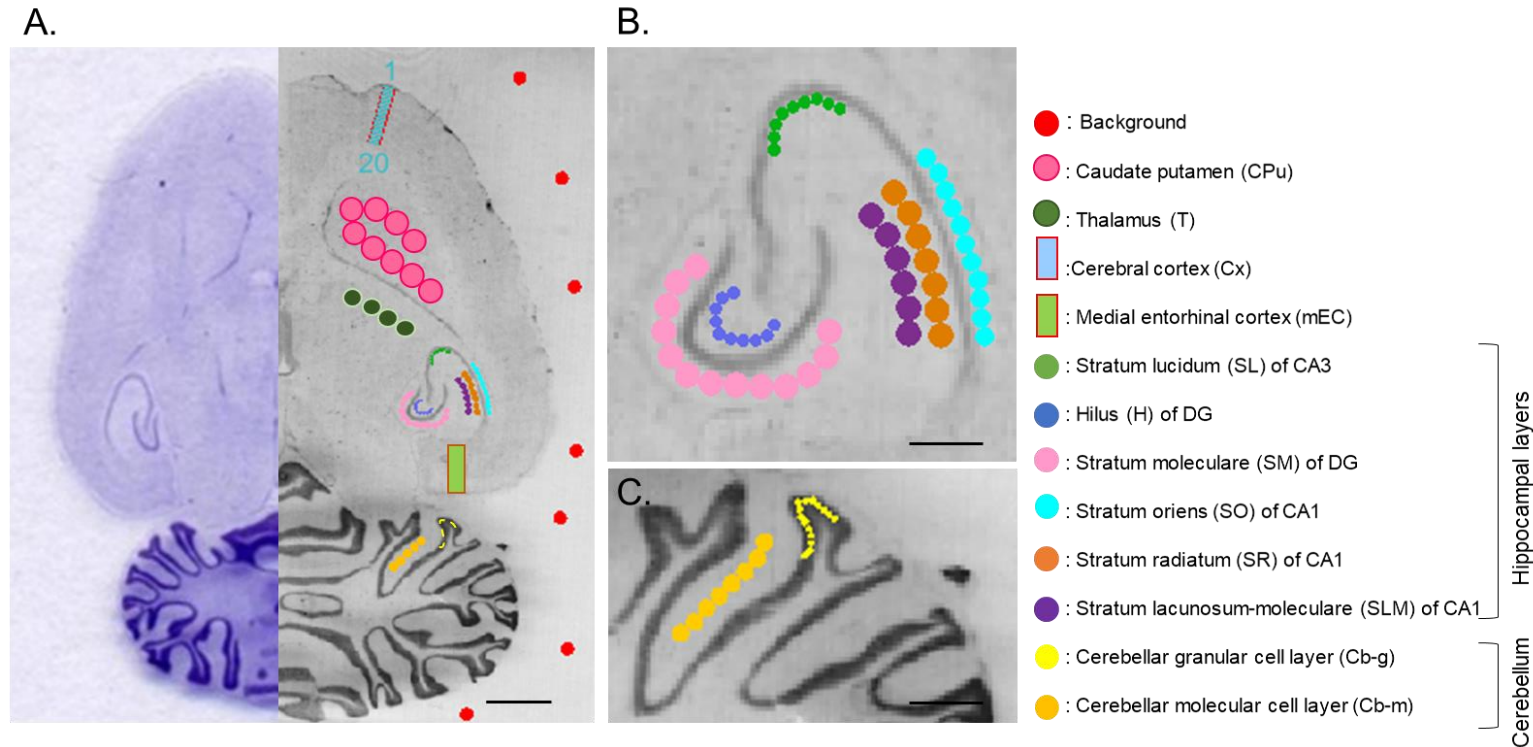 A.
B.
1
20
C.
: Background
: Caudate putamen (CPu)
: Thalamus (T)
:Cerebral cortex (Cx)
: Medial entorhinal cortex (mEC)
: Stratum lucidum (SL) of CA3
: Hilus (H) of DG
: Stratum moleculare (SM) of DG
: Stratum oriens (SO) of CA1
: Stratum radiatum (SR) of CA1
: Stratum lacunosum-moleculare (SLM) of CA1
Hippocampal layers
: Cerebellar granular cell layer (Cb-g)
: Cerebellar molecular cell layer (Cb-m)
Cerebellum